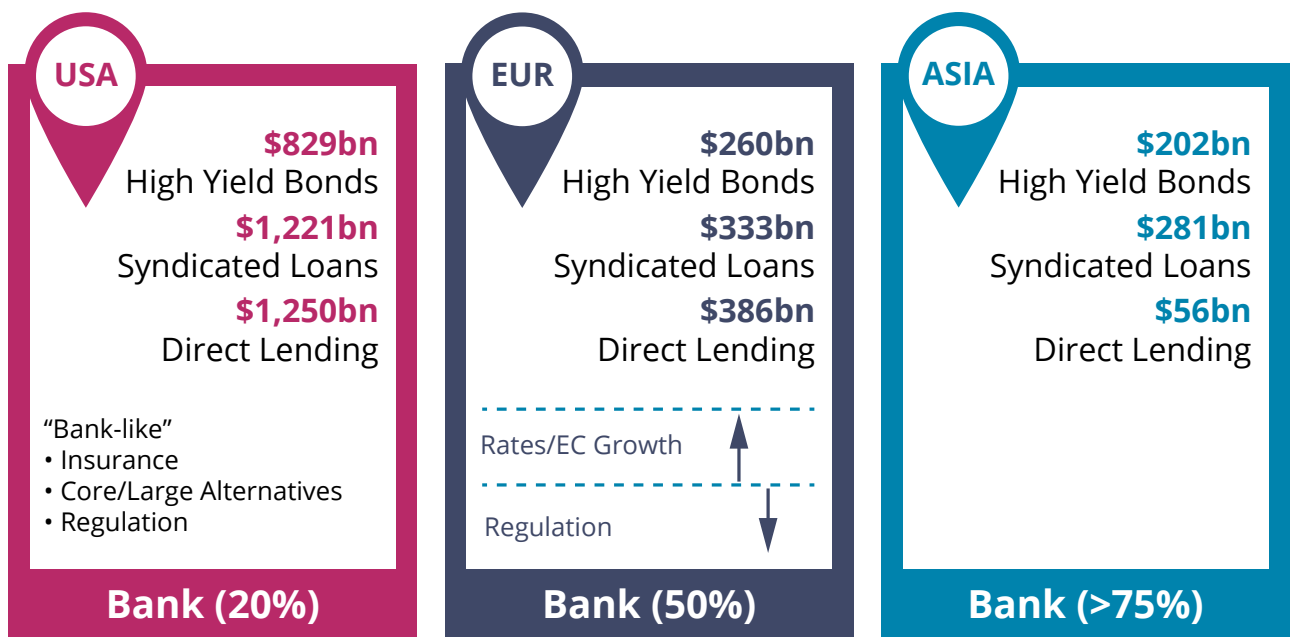 USA
$829bn
High Yield Bonds
$1,221bn
Syndicated Loans
$1,250bn
Direct Lending
“Bank-like”
• Insurance
• Core/Large Alternatives
• Regulation
Bank (20%)
EUR
$260bn
High Yield Bonds
$333bn
Syndicated Loans
$386bn
Direct Lending
Rates/EC Growth
Regulation
Bank (50%)
ASIA
$202bn
High Yield Bonds
$281bn
Syndicated Loans
$56bn
Direct Lending
Bank (>75%)